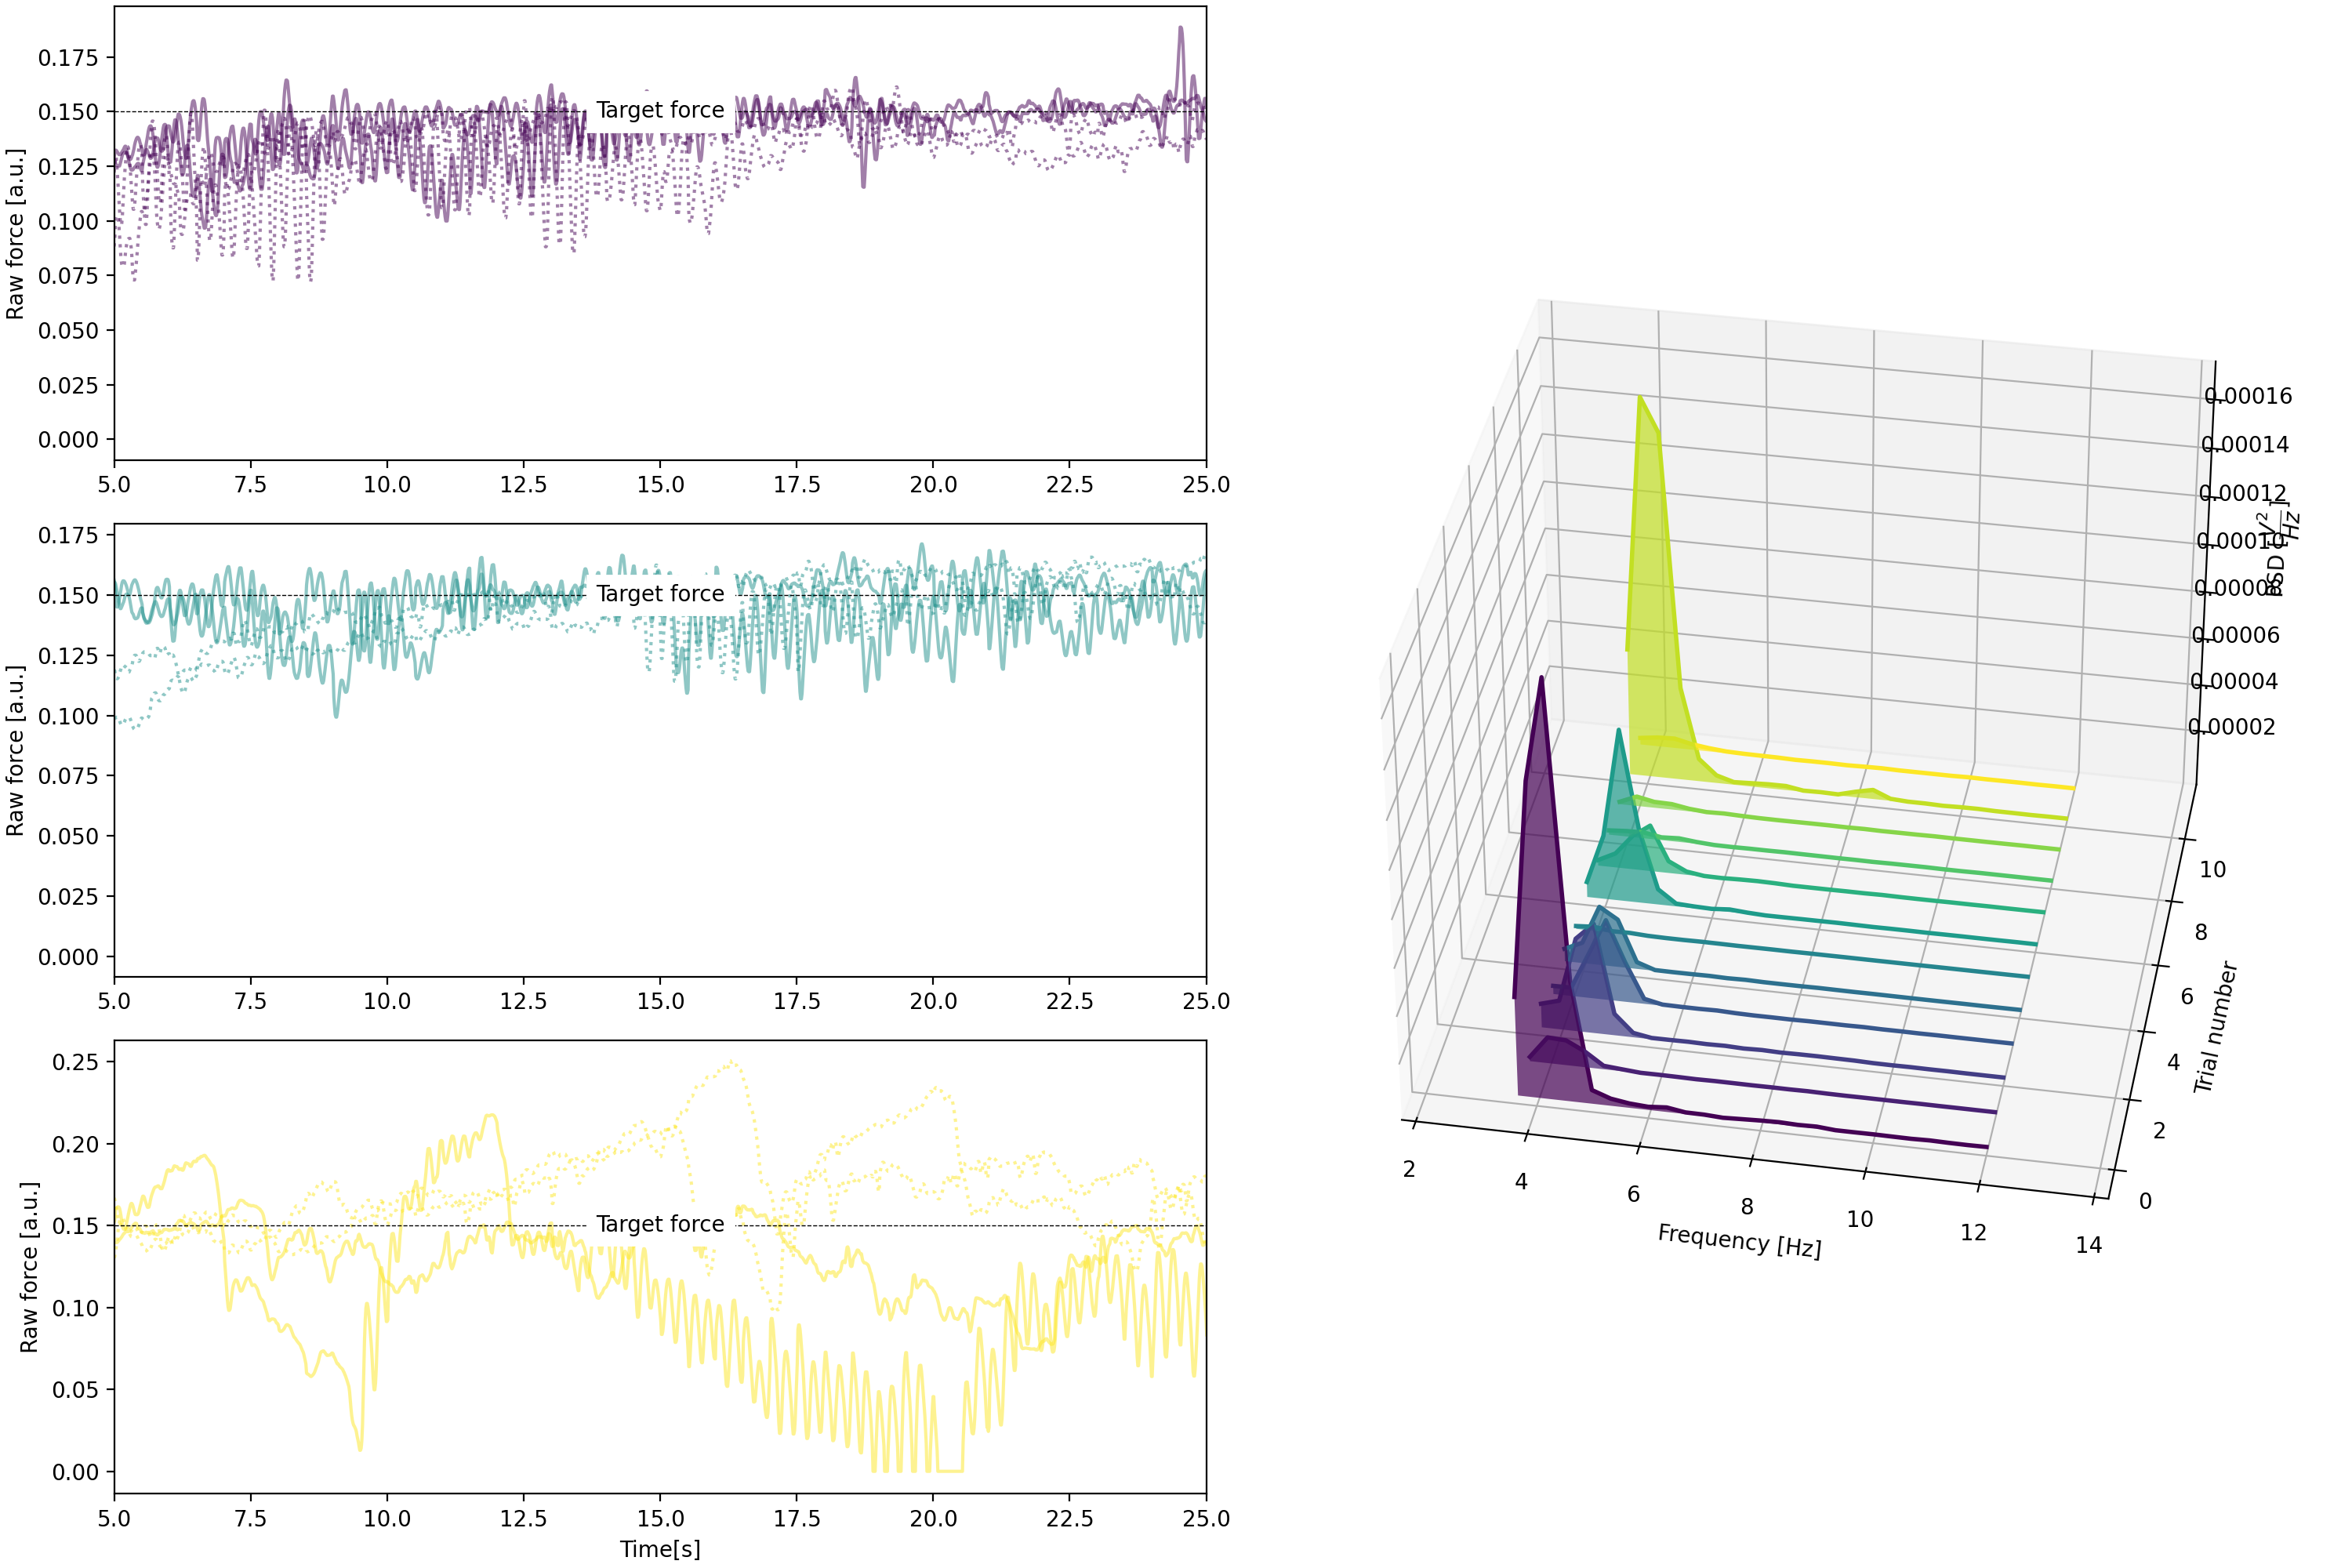 0.175
0.150
0.125
0.100
0.075
0.050
0.025
0.000
Raw force [a.u.]
Target force
5.0 7.5 10.0 12.5 15.0 17.5 20.0 22.5 25.0
0.175
0.150
0.125
0.100
0.075
0.050
0.025
0.000
Raw force [a.u.]
Target force
5.0 7.5 10.0 12.5 15.0 17.5 20.0 22.5 25.0
0.25
0.20
0.15
0.10
0.05
0.00
Raw force [a.u.]
Target force
5.0 7.5 10.0 12.5 15.0 17.5 20.0 22.5 25.0
Time[s]
0.00016
0.00014
0.00012
0.00010
0.00008
0.00006
0.00004
0.00002
PSD [V²/Hz]
10
8
6
4
2
0
Trial number
2 4 6 8 10 12 14
Frequency [Hz]